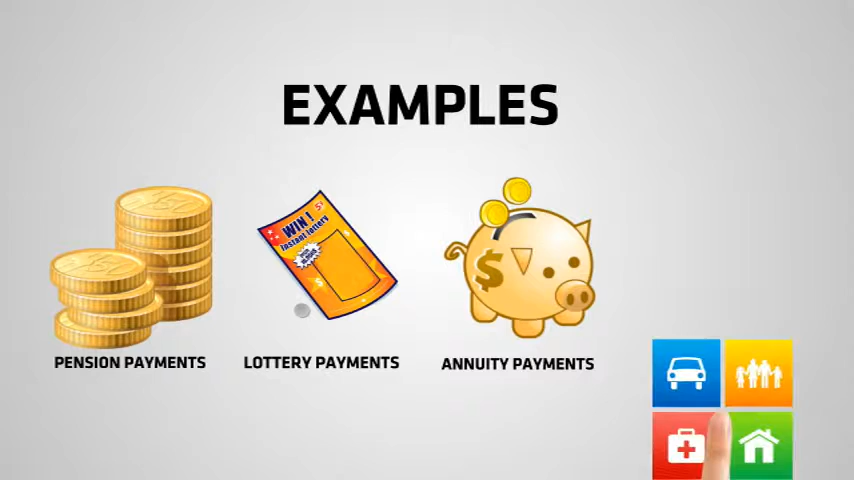 EXAMPLES
WIN !
instant lottery
$
PENSION PAYMENTS
LOTTERY PAYMENTS
ANNUITY PAYMENTS